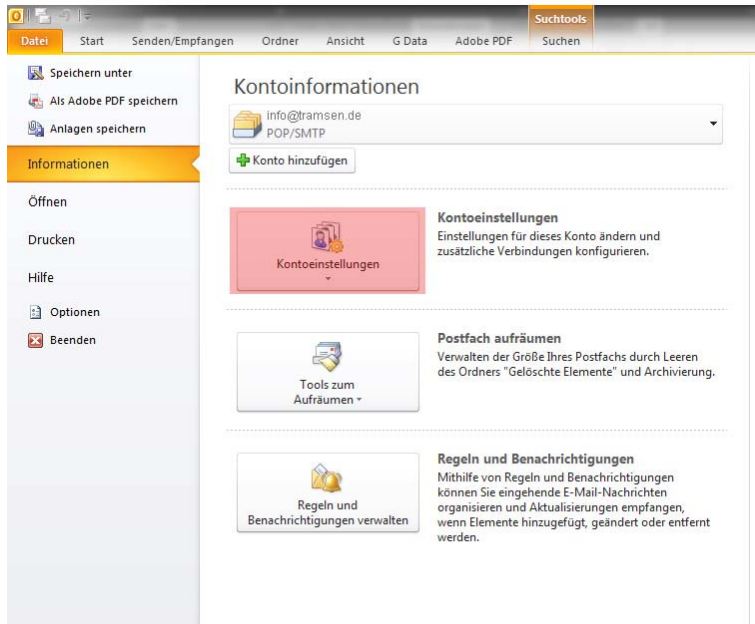 Suchtools
Datei Start Senden/Empfangen Ordner Ansicht G Data Adobe PDF Suchen
Speichern unter
Als Adobe PDF speichern
Anlagen speichern
Informationen
Öffnen
Drucken
Hilfe
Optionen
Beenden
Kontoinformationen
info@tramsen.de
POP/SMTP
Konto hinzufügen
Kontoeinstellungen
Kontoeinstellungen
Einstellungen für dieses Konto ändern und
zusätzliche Verbindungen konfigurieren.
Tools zum
Aufräumen
Postfach aufräumen
Verwalten der Größe Ihres Postfachs durch Leeren
des Ordners "Gelöschte Elemente" und Archivierung.
Regeln und
Benachrichtigungen verwalten
Regeln und Benachrichtigungen
Mithilfe von Regeln und Benachrichtigungen
können Sie eingehende E-Mail-Nachrichten
organisieren und Aktualisierungen empfangen,
wenn Elemente hinzugefügt, geändert oder entfernt
werden.